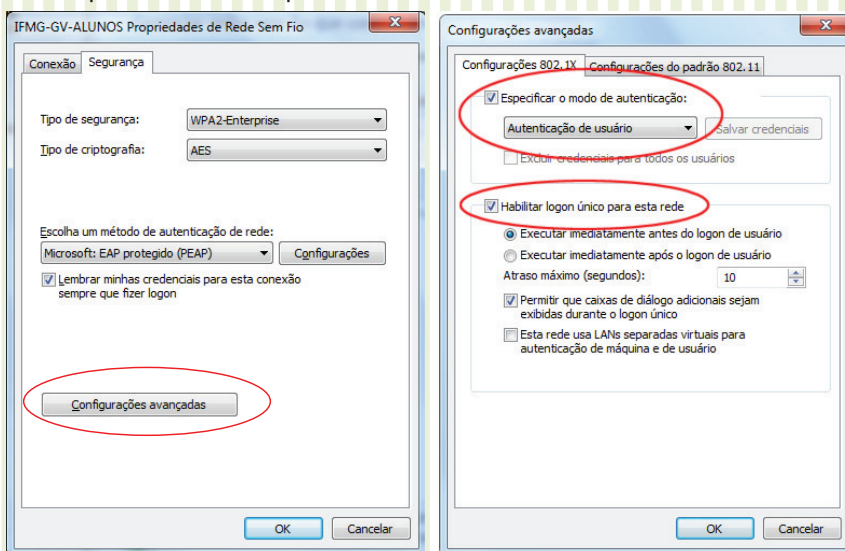 IFMG-GV-ALUNOS Propriedades de Rede Sem Fio
Conexão Segurança
Tipo de segurança: WPA2-Enterprise
Tipo de criptografia: AES
Escolha um método de autenticação de rede:
Microsoft: EAP protegido (PEAP) Configurações
Lembrar minhas credenciais para esta conexão
sempre que fizer logon
Configurações avançadas
OK Cancelar
Configurações avançadas
Configurações 802.1X Configurações do padrão 802.11
Especificar o modo de autenticação:
Autenticação de usuário Salvar credenciais
Excluir credenciais para todos os usuários
Habilitar logon único para esta rede
Executar imediatamente antes do logon de usuário
Executar imediatamente após o logon de usuário
Atraso máximo (segundos): 10
Permitir que caixas de diálogo adicionais sejam
exibidas durante o logon único
Esta rede usa LANs separadas virtuais para
autenticação de máquina e de usuário
OK Cancelar